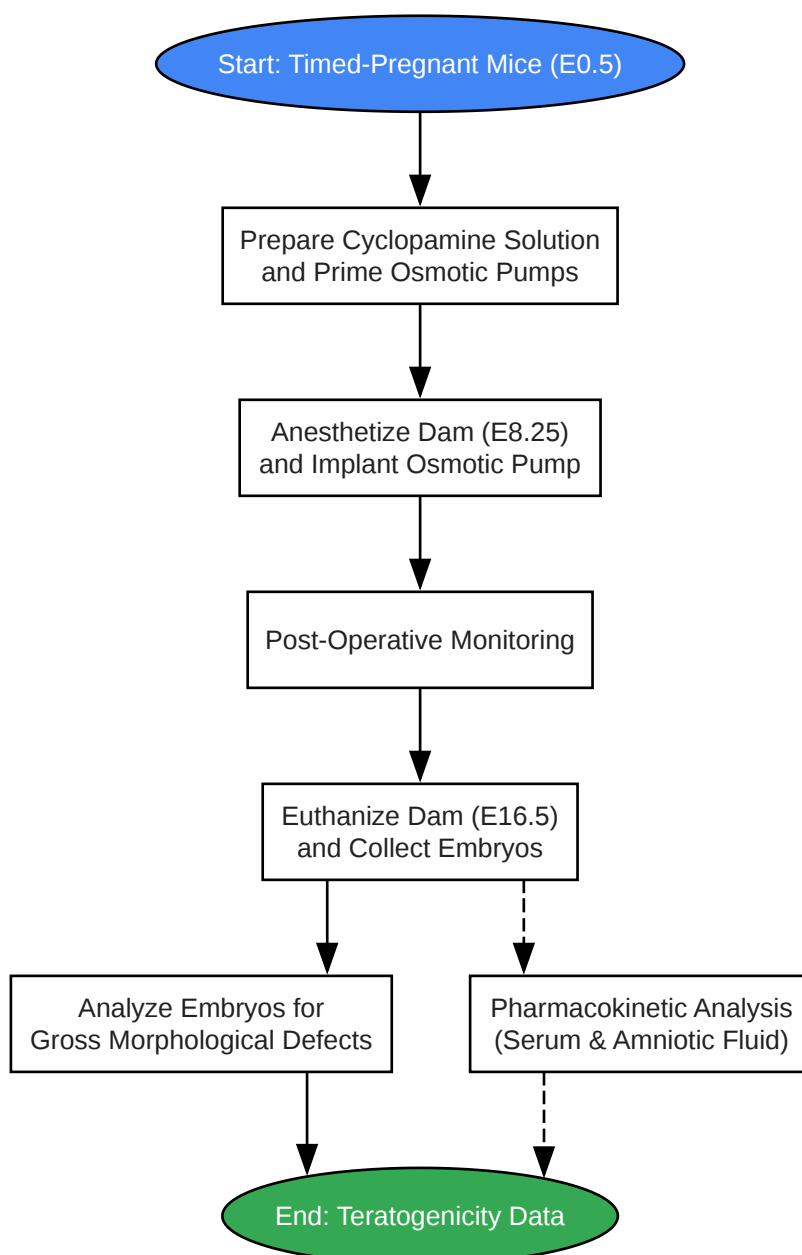 Start: Timed-Pregnant Mice (E0.5)
Prepare Cyclopamine Solution
and Prime Osmotic Pumps
Anesthetize Dam (E8.25)
and Implant Osmotic Pump
Post-Operative Monitoring
Euthanize Dam (E16.5)
and Collect Embryos
Analyze Embryos for
Gross Morphological Defects
Pharmacokinetic Analysis
(Serum & Amniotic Fluid)
End: Teratogenicity Data